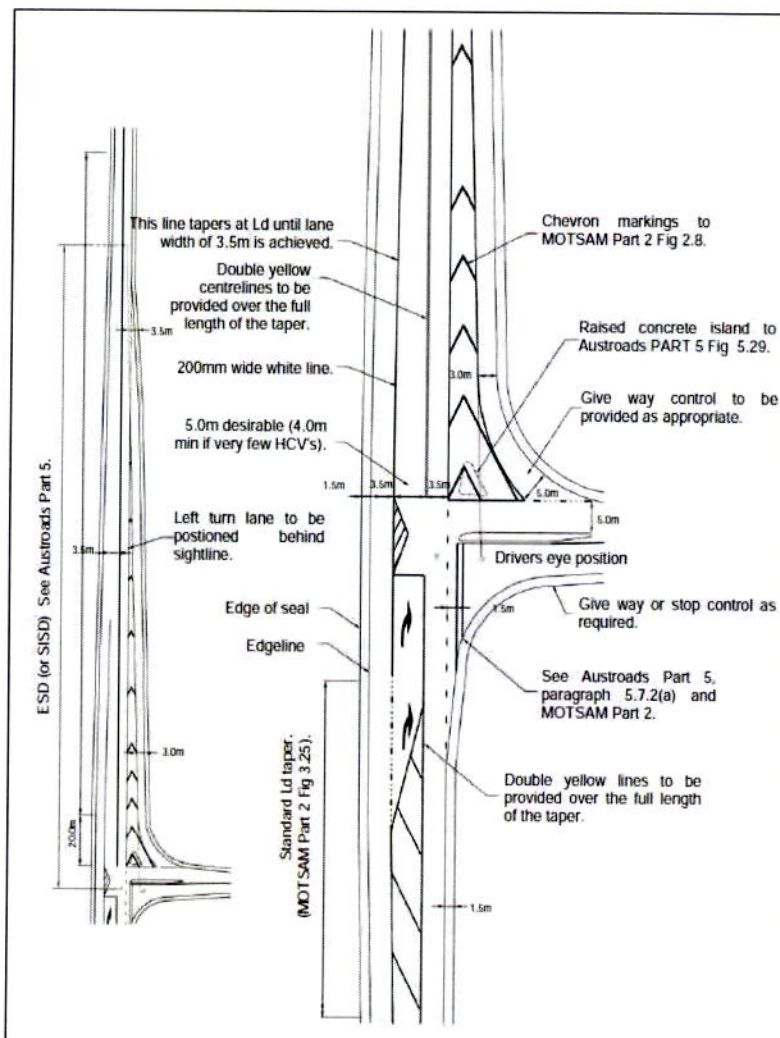 This line tapers at Ld until lane
width of 3.5m is achieved.
Double yellow
centrelines to be
provided over the full
length of the taper.
200mm wide white line.
5.0m desirable (4.0m
min if very few HCV's).
1.5m
3.5m
3.5m
Chevron markings to
MOTSAM Part 2 Fig 2.8.
Raised concrete island to
Austroads PART 5 Fig 5.29.
3.0m
Give way control to be
provided as appropriate.
5.0m
5.0m
Drivers eye position
Left turn lane to be
postioned behind
sightline.
Edge of seal
Edgeline
1.5m
Give way or stop control as
required.
See Austroads Part 5,
paragraph 5.7.2(a) and
MOTSAM Part 2.
Double yellow lines to be
provided over the full length
of the taper.
Standard Ld taper.
(MOTSAM Part 2 Fig 3.25).
1.5m
ESD (or SISD) See Austroads Part 5.
3.5m
3.5m
3.0m
20.0m